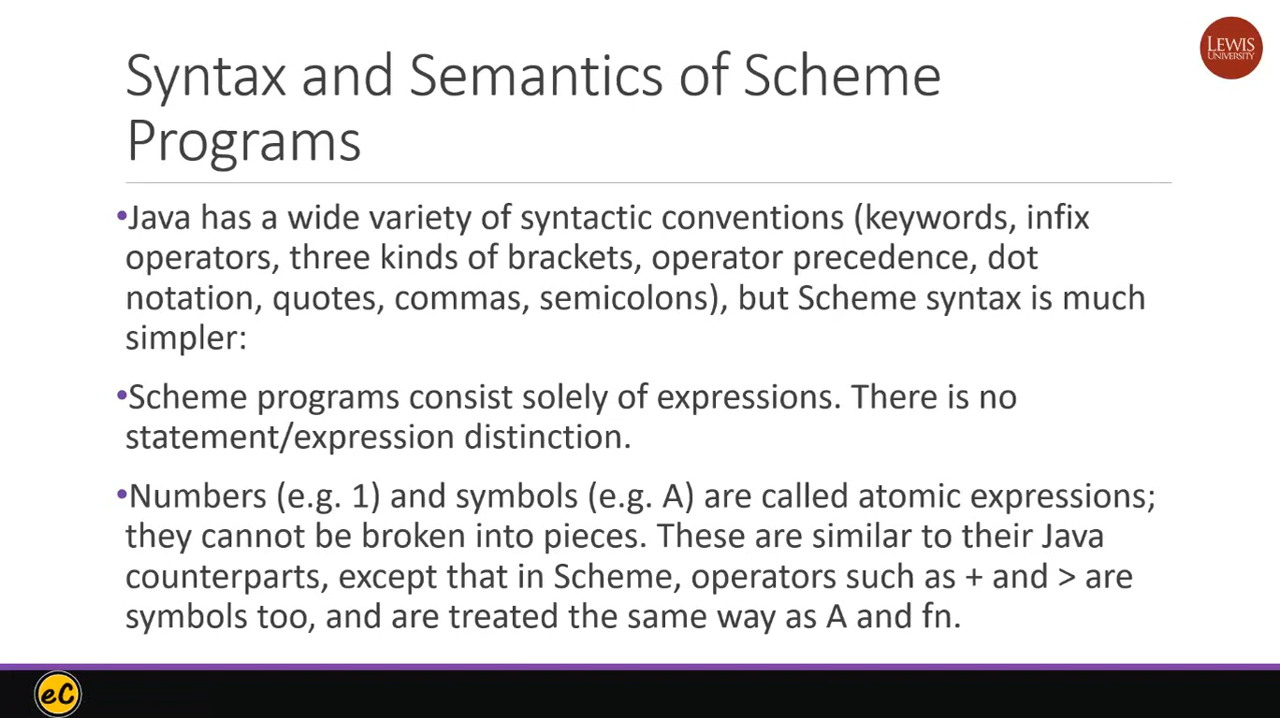 LEWIS
UNIVERSITY
Syntax and Semantics of Scheme
Programs
•Java has a wide variety of syntactic conventions (keywords, infix
operators, three kinds of brackets, operator precedence, dot
notation, quotes, commas, semicolons), but Scheme syntax is much
simpler:
•Scheme programs consist solely of expressions. There is no
statement/expression distinction.
•Numbers (e.g. 1) and symbols (e.g. A) are called atomic expressions;
they cannot be broken into pieces. These are similar to their Java
counterparts, except that in Scheme, operators such as + and > are
symbols too, and are treated the same way as A and fn.
eC